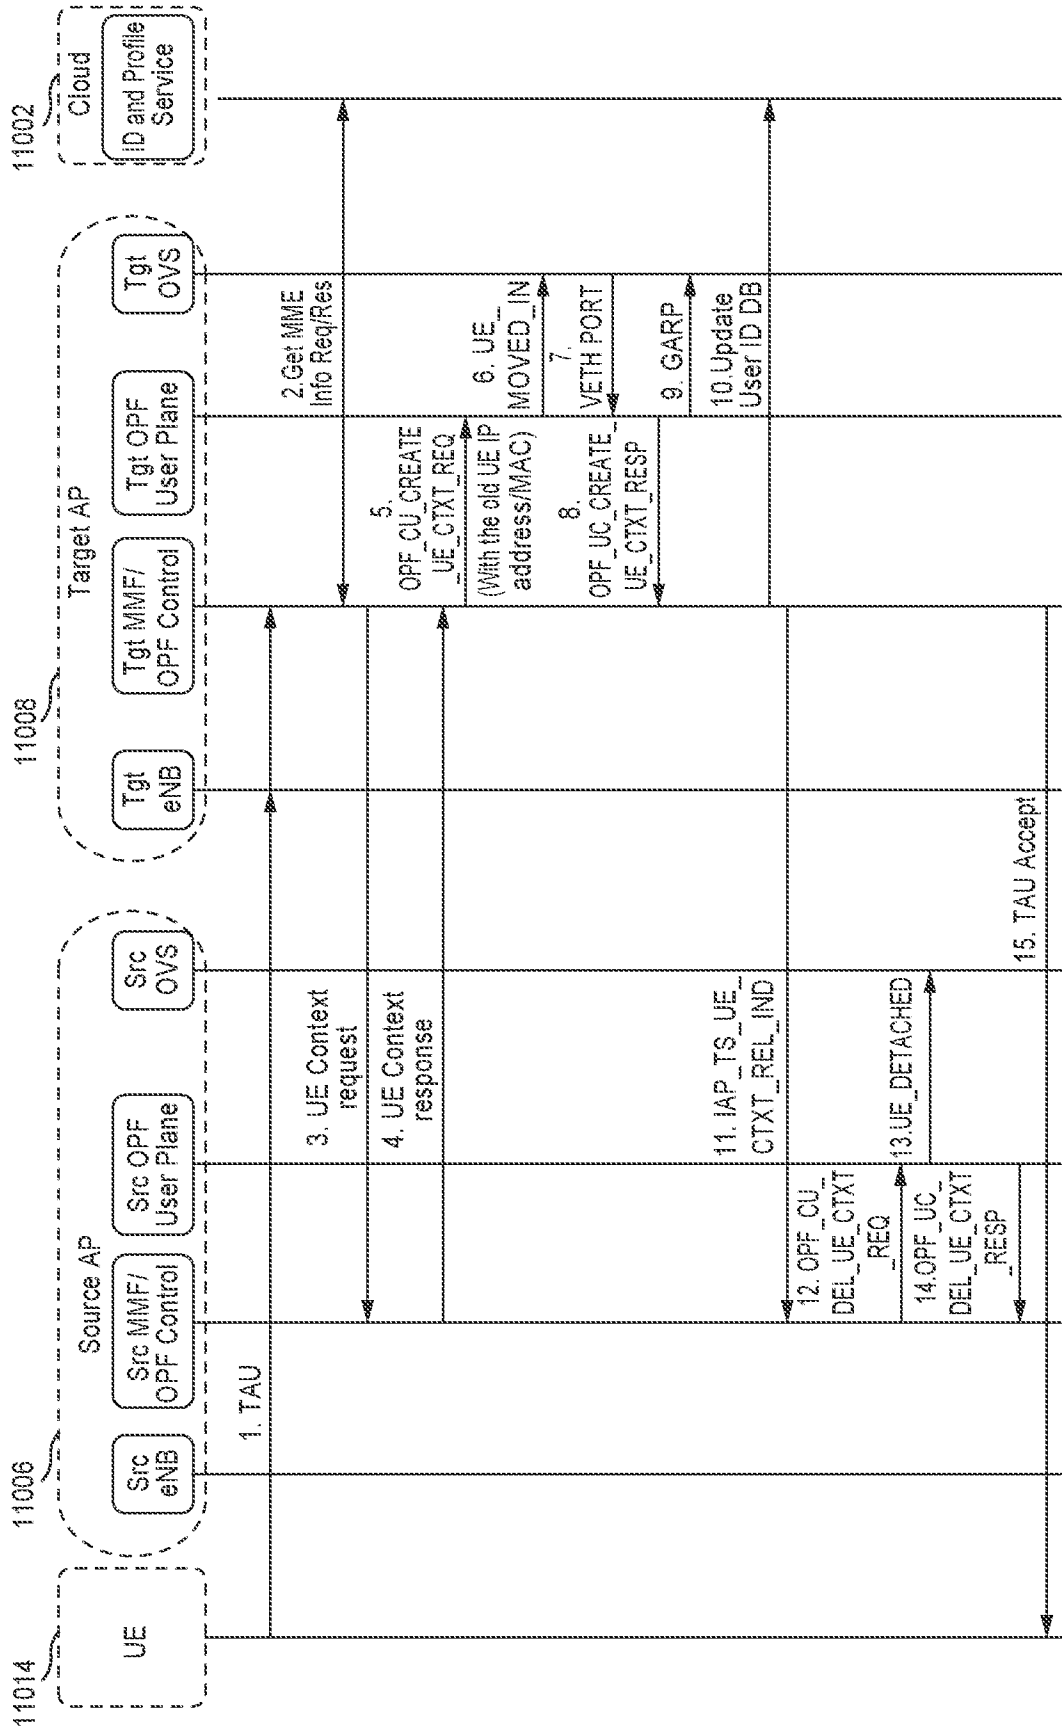 11014
UE
11006
Source AP
Src
eNB
Src MMF/
OPF Control
Src OPF
User Plane
Src
OVS
11008
Target AP
Tgt
eNB
Tgt MMF/
OPF Control
Tgt OPF
User Plane
Tgt
OVS
11002
Cloud
ID and Profile
Service
1. TAU
2.Get MME
Info Req/Res
3. UE Context
request
4. UE Context
response
5.
OPF_CU_CREATE
_UE_CTXT_REQ
(With the old UE IP
address/MAC)
6. UE_
MOVED_IN
7.
VETH PORT
8.
OPF_UC_CREATE_
UE_CTXT_RESP
9. GARP
10.Update
User ID DB
11. IAP_TS_UE_
CTXT_REL_IND
12. OPF_CU_
DEL_UE_CTXT
_REQ
13.UE_DETACHED
14.OPF_UC_
DEL_UE_CTXT
_RESP
15. TAU Accept